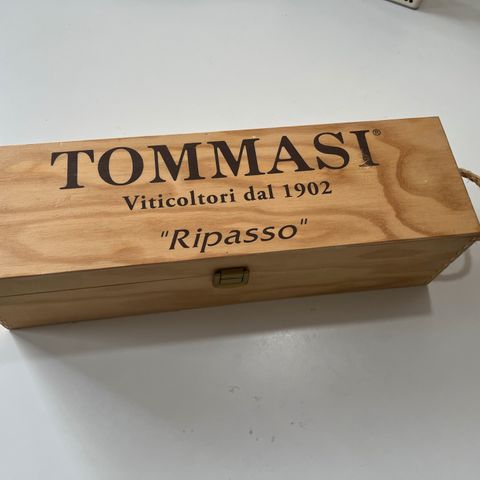 TOMMASI®
Viticoltori dal 1902
"Ripasso"